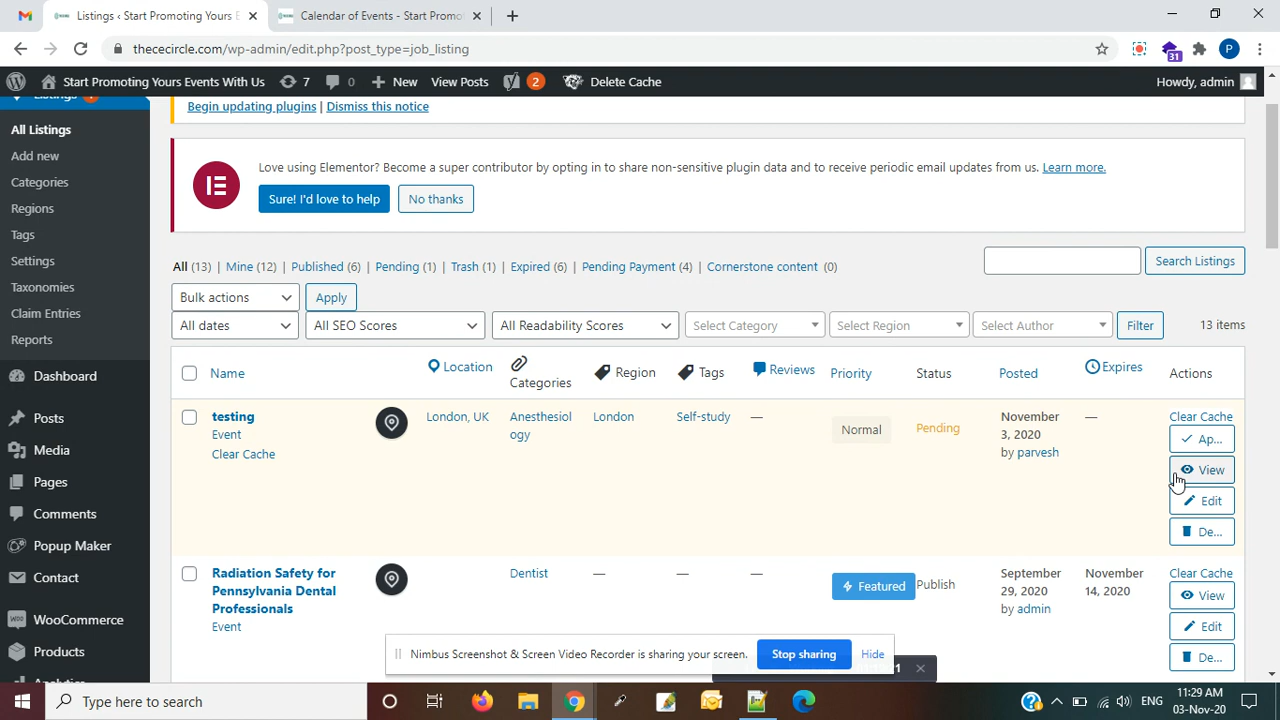 Listings ‹ Start Promoting Yours E
Calendar of Events - Start Promot
thececircle.com/wp-admin/edit.php?post_type=job_listing
31
P
Start Promoting Yours Events With Us
7
0
New
View Posts
2
Delete Cache
Howdy, admin
Listings
All Listings
Add new
Categories
Regions
Tags
Settings
Taxonomies
Claim Entries
Reports
Dashboard
Posts
Media
Pages
Comments
Popup Maker
Contact
WooCommerce
Products
Begin updating plugins | Dismiss this notice
Love using Elementor? Become a super contributor by opting in to share non-sensitive plugin data and to receive periodic email updates from us. Learn more.
Sure! I'd love to help
No thanks
All (13) | Mine (12) | Published (6) | Pending (1) | Trash (1) | Expired (6) | Pending Payment (4) | Cornerstone content (0)
Search Listings
Bulk actions
Apply
All dates
All SEO Scores
All Readability Scores
Select Category
Select Region
Select Author
Filter
13 items
Name
Location
Categories
Region
Tags
Reviews
Priority
Status
Posted
Expires
Actions
testing
Event
Clear Cache
London, UK
Anesthesiol
ogy
London
Self-study
—
Normal
Pending
November
3, 2020
by parvesh
—
Clear Cache
Ap...
View
Edit
De...
Radiation Safety for
Pennsylvania Dental
Professionals
Event
Dentist
—
—
—
Featured
Publish
September
29, 2020
by admin
November
14, 2020
Clear Cache
View
Edit
De...
Nimbus Screenshot & Screen Video Recorder is sharing your screen.
Stop sharing
Hide
Type here to search
ENG
11:29 AM
03-Nov-20